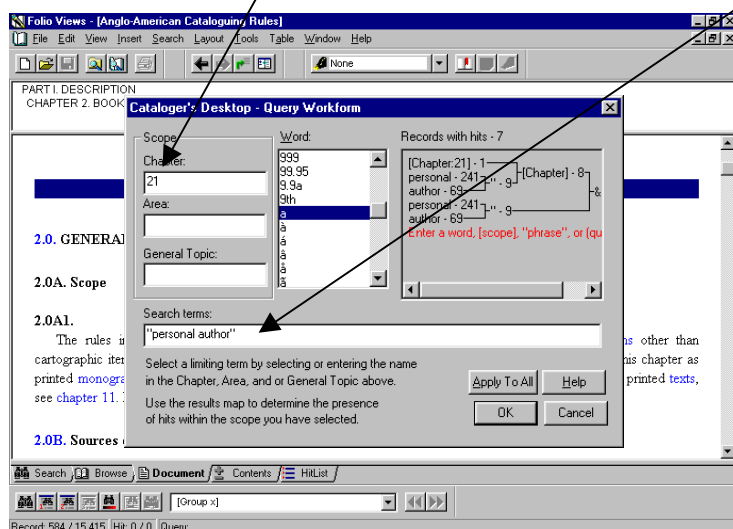 Folio Views - [Anglo-American Cataloguing Rules]
File Edit View Insert Search Layout Tools Table Window Help
None
PART I. DESCRIPTION
CHAPTER 2. BOOK
Cataloger's Desktop - Query Workform
Scope
Chapter:
21
Area:
General Topic:
Word:
999
99.95
9.9a
9th
a
à
á
â
å
ã
Records with hits - 7
[Chapter:21] - 1
personal - 241
author - 69
" - 9
[Chapter] - 8
personal - 241
author - 69
" - 9
&
Enter a word, [scope], "phrase", or (qu
Search terms:
"personal author"
Select a limiting term by selecting or entering the name
in the Chapter, Area, and or General Topic above.
Use the results map to determine the presence
of hits within the scope you have selected.
Apply To All
Help
OK
Cancel
2.0. GENERAL
2.0A. Scope
2.0A1.
The rules i
ns other than
cartographic iter
his chapter as
printed monogra
printed texts,
see chapter 11.
2.0B. Sources
Search Browse Document Contents HitList
[Group x]
Record: 584 / 15,415 Hit: 0 / 0 Query: